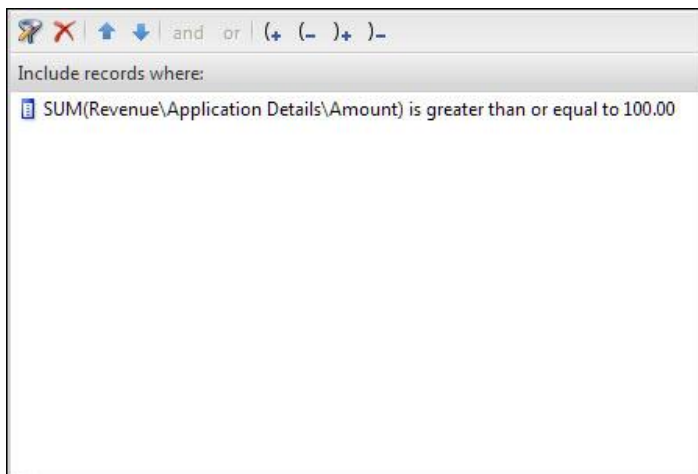 and or (+ (- )+ )-
Include records where:
SUM(Revenue\Application Details\Amount) is greater than or equal to 100.00